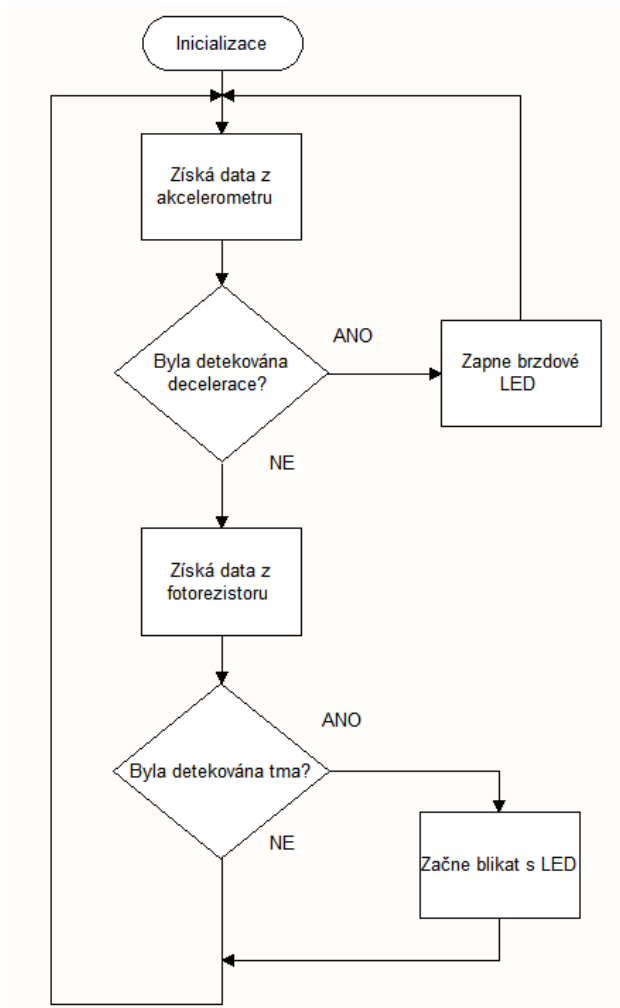 Inicializace
Získá data z
akcelerometru
Byla detekována
decelerace?
ANO
Zapne brzdové
LED
NE
Získá data z
fotorezistoru
Byla detekována tma?
ANO
NE
Začne blikat s LED